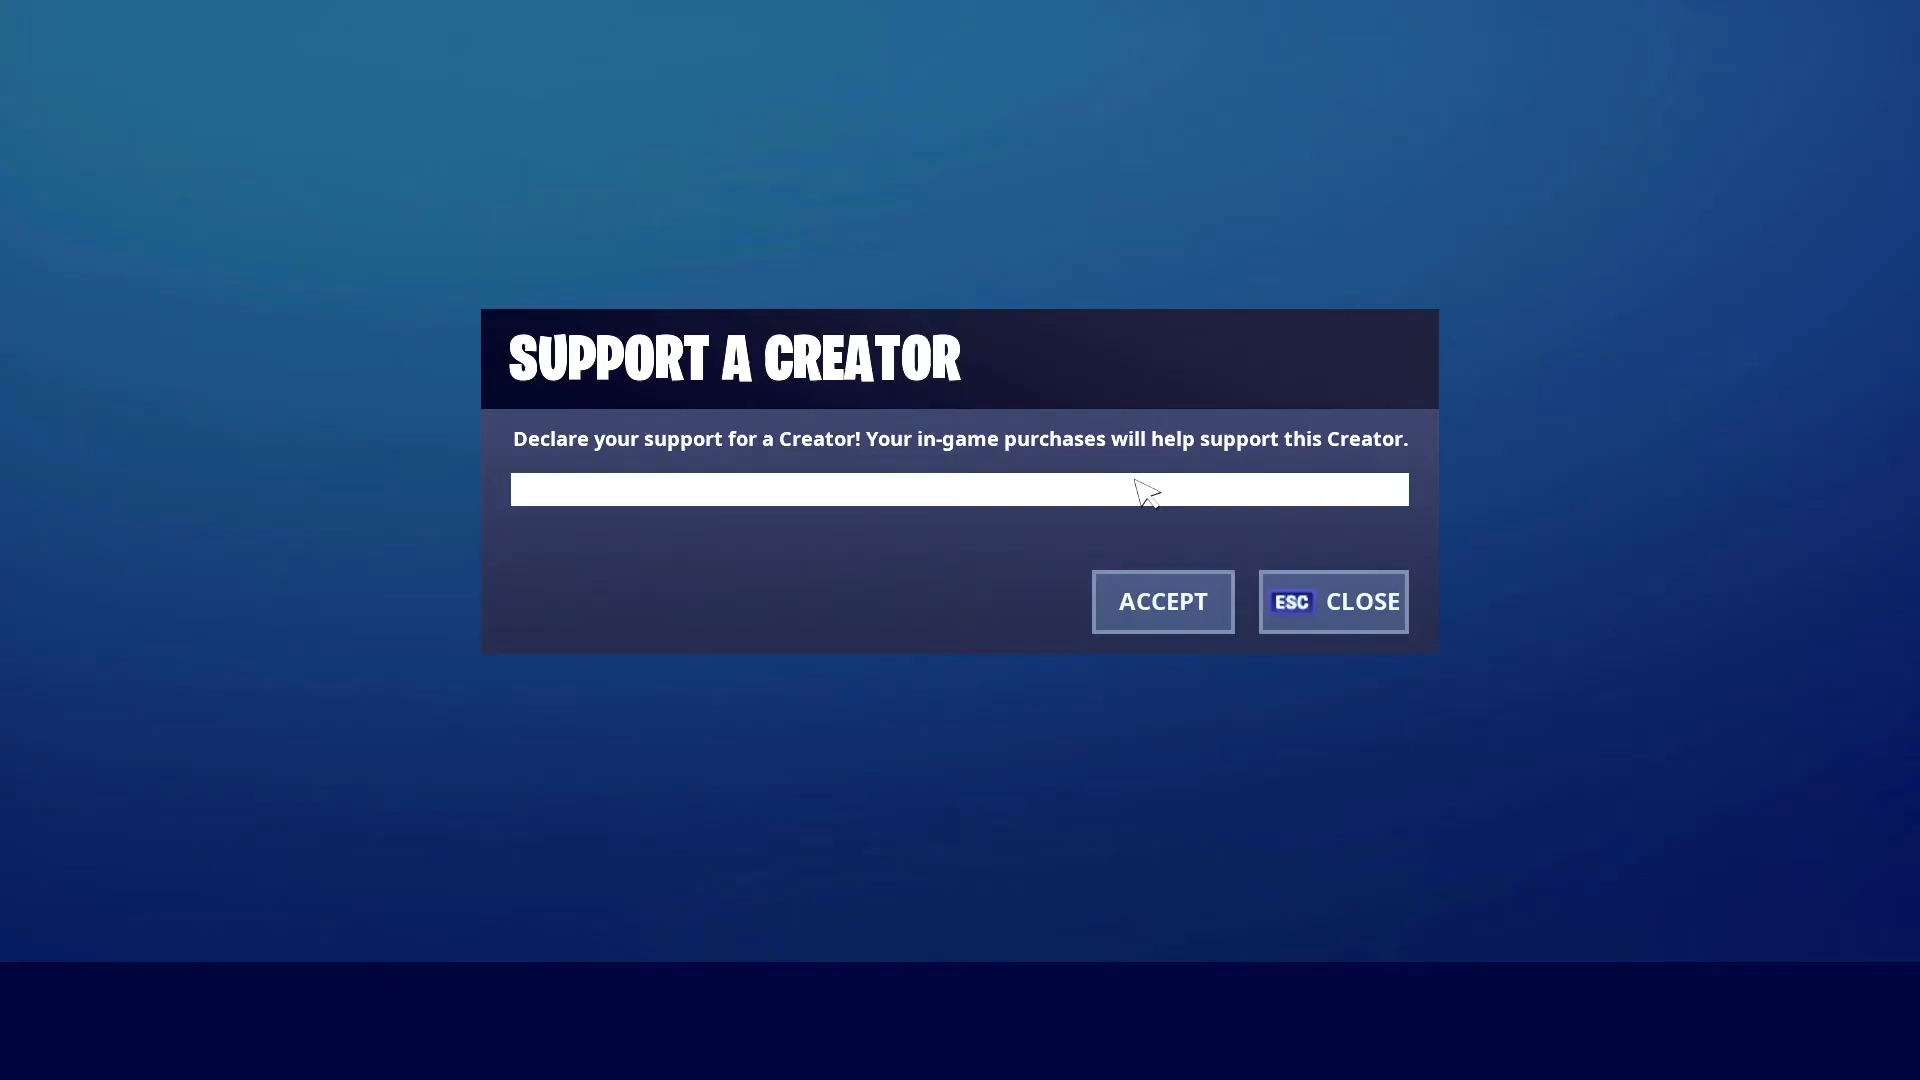 SUPPORT A CREATOR
Declare your support for a Creator! Your in-game purchases will help support this Creator.
ACCEPT
ESC CLOSE